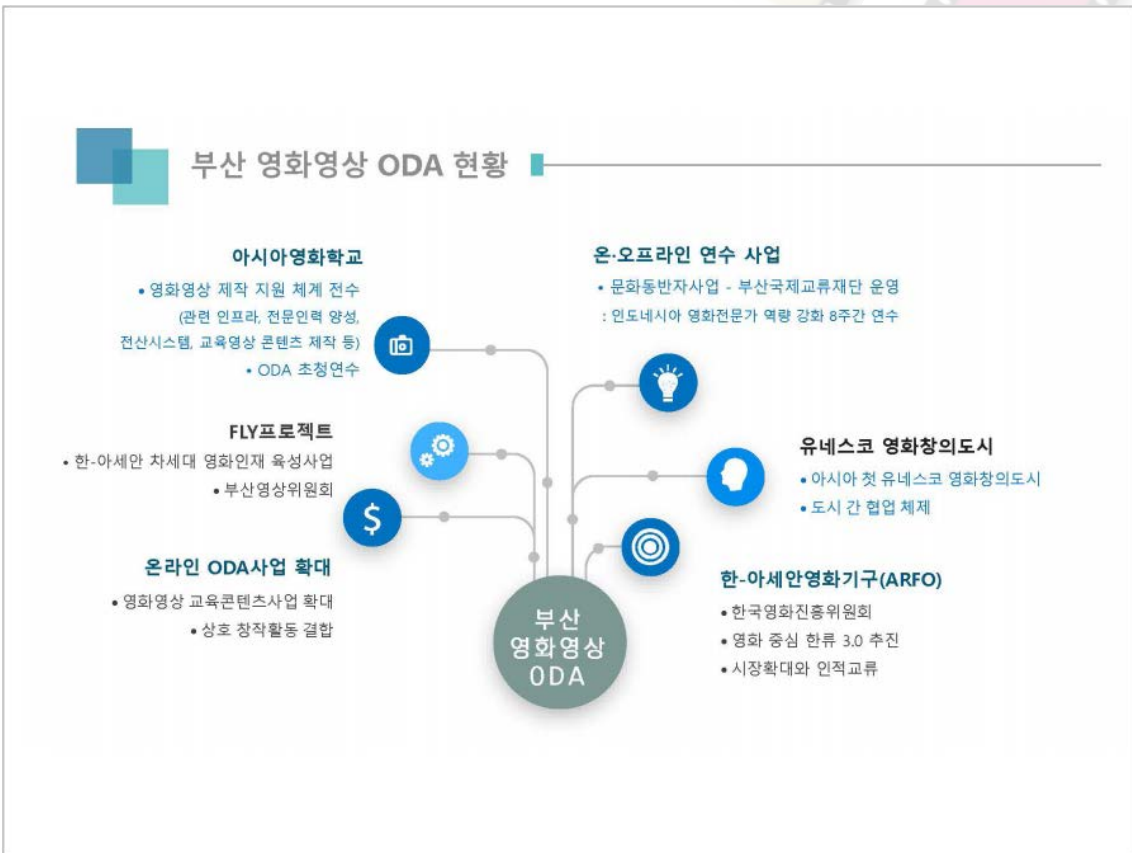 부산 영화영상 ODA 현황
아시아영화학교
• 영화영상 제작 지원 체계 전수
(관련 인프라, 전문인력 양성,
전산시스템, 교육영상 콘텐츠 제작 등)
• ODA 초청연수
FLY프로젝트
• 한-아세안 차세대 영화인재 육성사업
• 부산영상위원회
온라인 ODA사업 확대
• 영화영상 교육콘텐츠사업 확대
• 상호 창작활동 결합
온·오프라인 연수 사업
• 문화동반자사업 - 부산국제교류재단 운영
: 인도네시아 영화전문가 역량 강화 8주간 연수
유네스코 영화창의도시
• 아시아 첫 유네스코 영화창의도시
• 도시 간 협업 체제
한-아세안영화기구(ARFO)
• 한국영화진흥위원회
• 영화 중심 한류 3.0 추진
• 시장확대와 인적교류
부산
영화영상
ODA